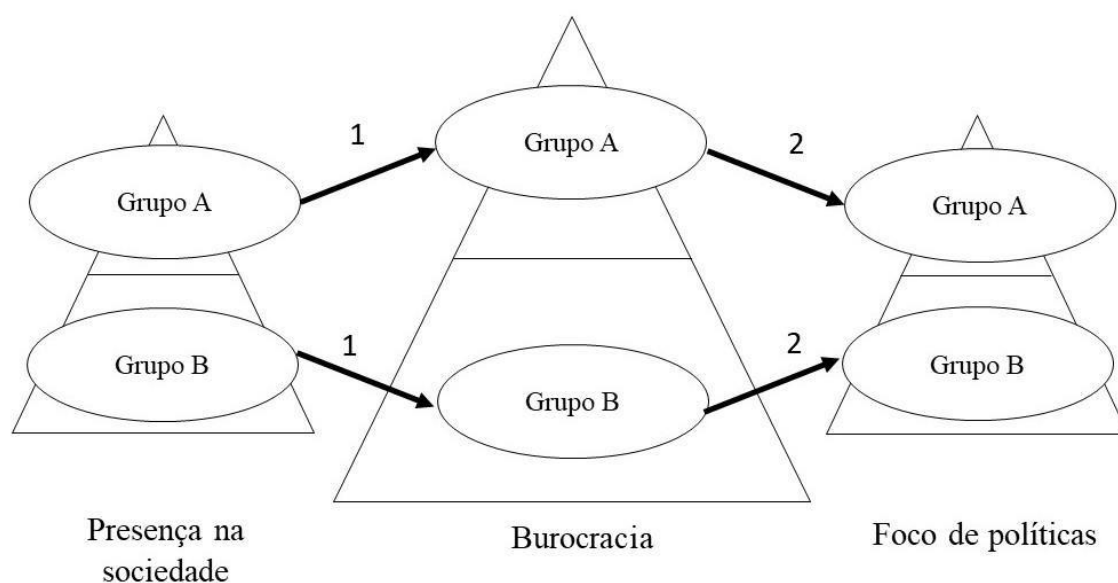 1
2
Grupo A
Grupo A
Grupo A
1
2
Grupo B
Grupo B
Grupo B
Presença na
sociedade
Burocracia
Foco de políticas